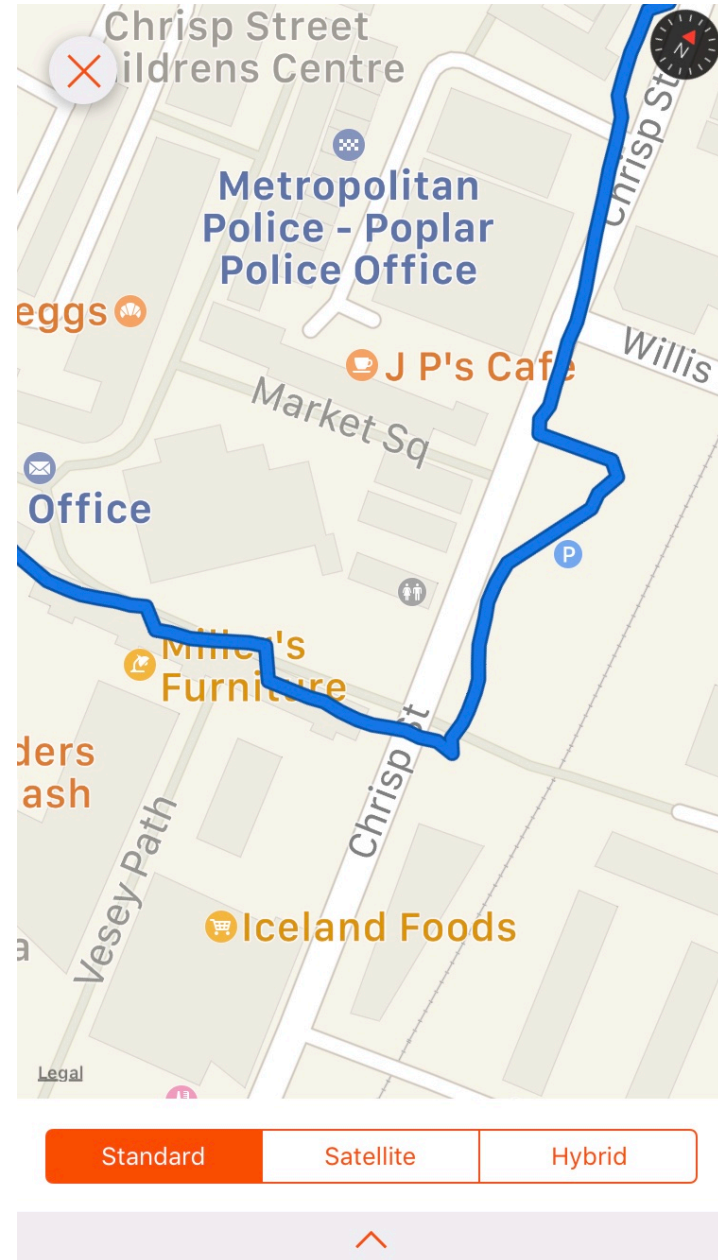 Chrisp Street
ildrens Centre
N
Chrisp St
Metropolitan
Police - Poplar
Police Office
eggs
J P's Cafe
Willis
Market Sq
Office
Miller's
Furniture
P
Chrisp St
ders
ash
Vesey Path
Iceland Foods
a
Legal
Standard
Satellite
Hybrid